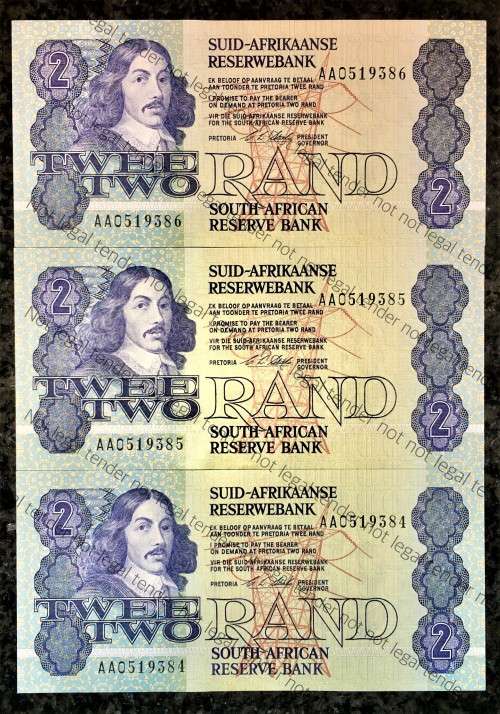 2
SUID-AFRIKAANSE
RESERWEBANK
AA0519386
EK BELOOF OP AANVRAAG TE BETAAL
AAN TOONDER TE PRETORIA TWEE RAND
I PROMISE TO PAY THE BEARER
ON DEMAND AT PRETORIA TWO RAND
VIR DIE SUID-AFRIKAANSE RESERWEBANK
FOR THE SOUTH AFRICAN RESERVE BANK
PRETORIA PRESIDENT
GOVERNOR
TWEE
TWO RAND
2
AA0519386
SOUTH AFRICAN
RESERVE BANK
2
SUID-AFRIKAANSE
RESERWEBANK
AA0519385
EK BELOOF OP AANVRAAG TE BETAAL
AAN TOONDER TE PRETORIA TWEE RAND
I PROMISE TO PAY THE BEARER
ON DEMAND AT PRETORIA TWO RAND
VIR DIE SUID-AFRIKAANSE RESERWEBANK
FOR THE SOUTH AFRICAN RESERVE BANK
PRETORIA PRESIDENT
GOVERNOR
TWEE
TWO RAND
2
AA0519385
SOUTH AFRICAN
RESERVE BANK
2
SUID-AFRIKAANSE
RESERWEBANK
AA0519384
EK BELOOF OP AANVRAAG TE BETAAL
AAN TOONDER TE PRETORIA TWEE RAND
I PROMISE TO PAY THE BEARER
ON DEMAND AT PRETORIA TWO RAND
VIR DIE SUID-AFRIKAANSE RESERWEBANK
FOR THE SOUTH AFRICAN RESERVE BANK
PRETORIA PRESIDENT
GOVERNOR
TWEE
TWO RAND
2
AA0519384
SOUTH AFRICAN
RESERVE BANK
Not legal tender not not legal tender